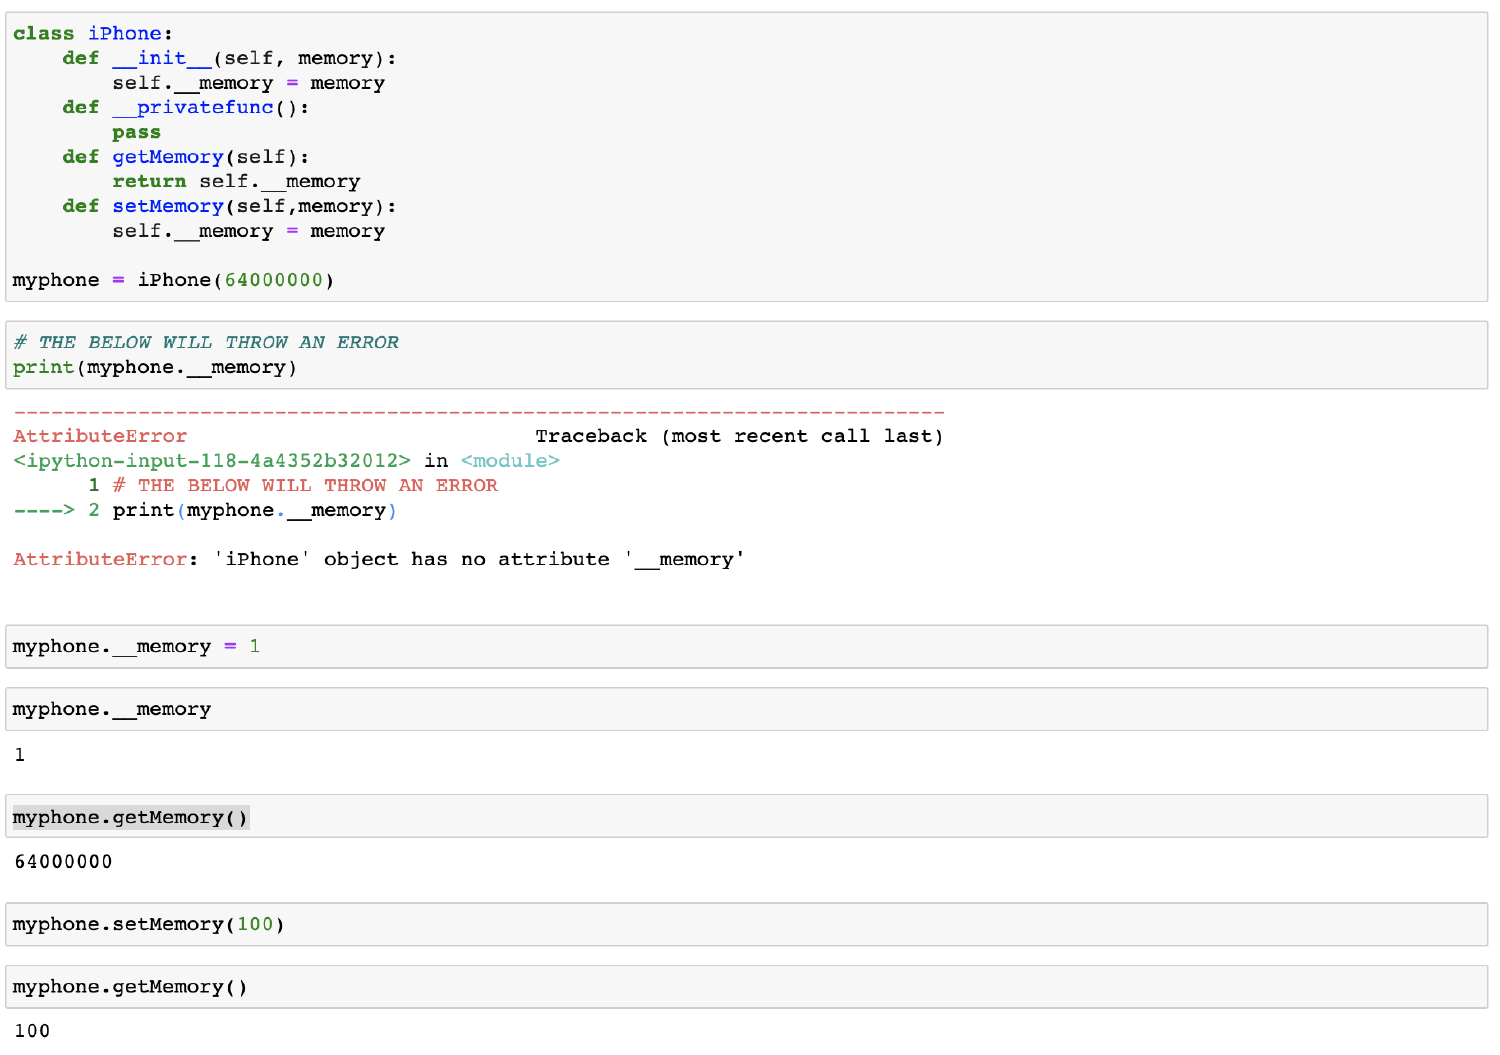 class iPhone:
    def __init__(self, memory):
        self.__memory = memory
    def __privatefunc():
        pass
    def getMemory(self):
        return self.__memory
    def setMemory(self,memory):
        self.__memory = memory

myphone = iPhone(64000000)
# THE BELOW WILL THROW AN ERROR
print(myphone.__memory)
---------------------------------------------------------------------------
AttributeError                            Traceback (most recent call last)
<ipython-input-118-4a4352b32012> in <module>
      1 # THE BELOW WILL THROW AN ERROR
----> 2 print(myphone.__memory)

AttributeError: 'iPhone' object has no attribute '__memory'
myphone.__memory = 1
myphone.__memory
1
myphone.getMemory()
64000000
myphone.setMemory(100)
myphone.getMemory()
100